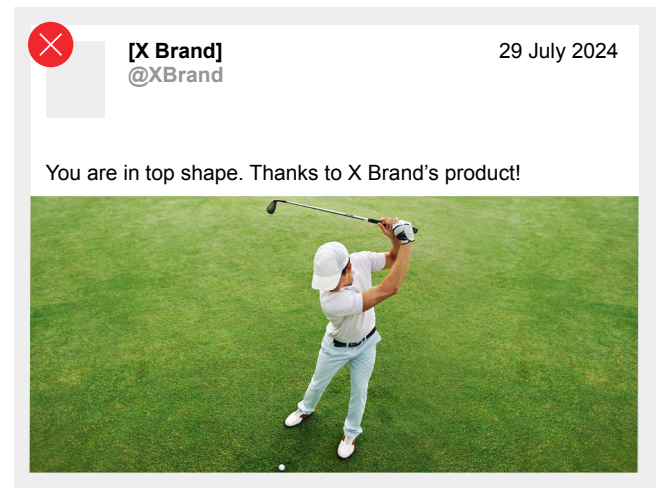 [X Brand]
29 July 2024
@XBrand
You are in top shape. Thanks to X Brand’s product!